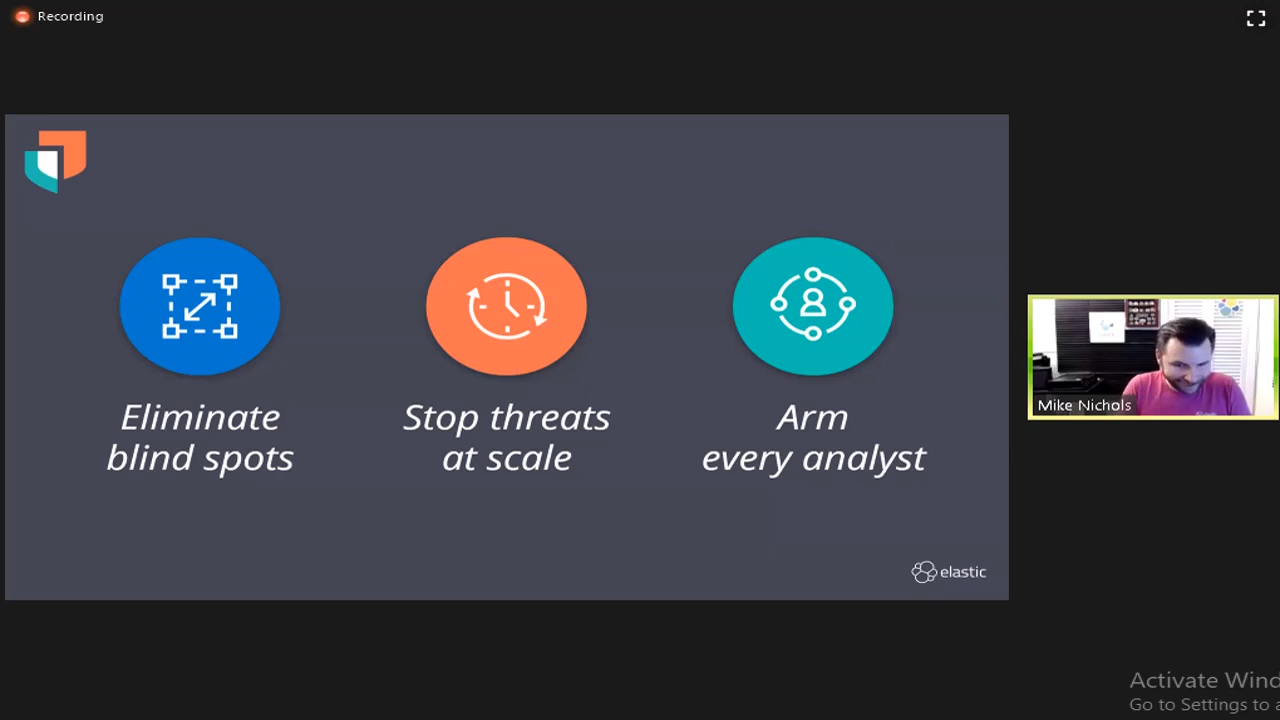 Recording
Eliminate
blind spots
Stop threats
at scale
Arm
every analyst
elastic
Mike Nichols
Activate Wind
Go to Settings to a